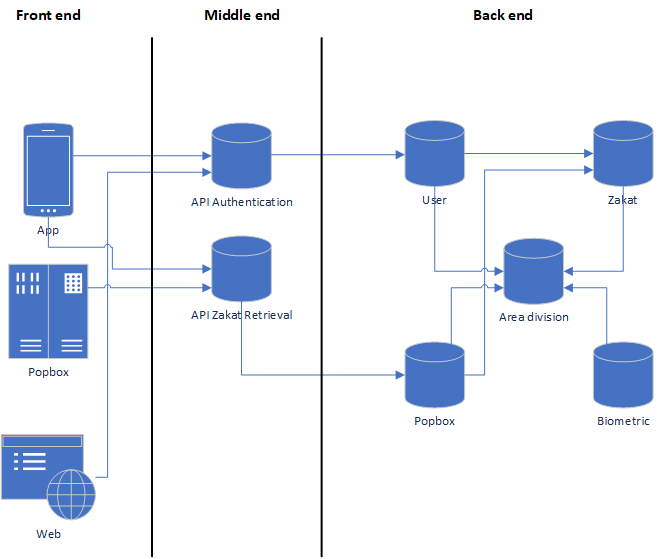 Front end
Middle end
Back end
App
API Authentication
User
Zakat
Popbox
API Zakat Retrieval
Area division
Web
Popbox
Biometric